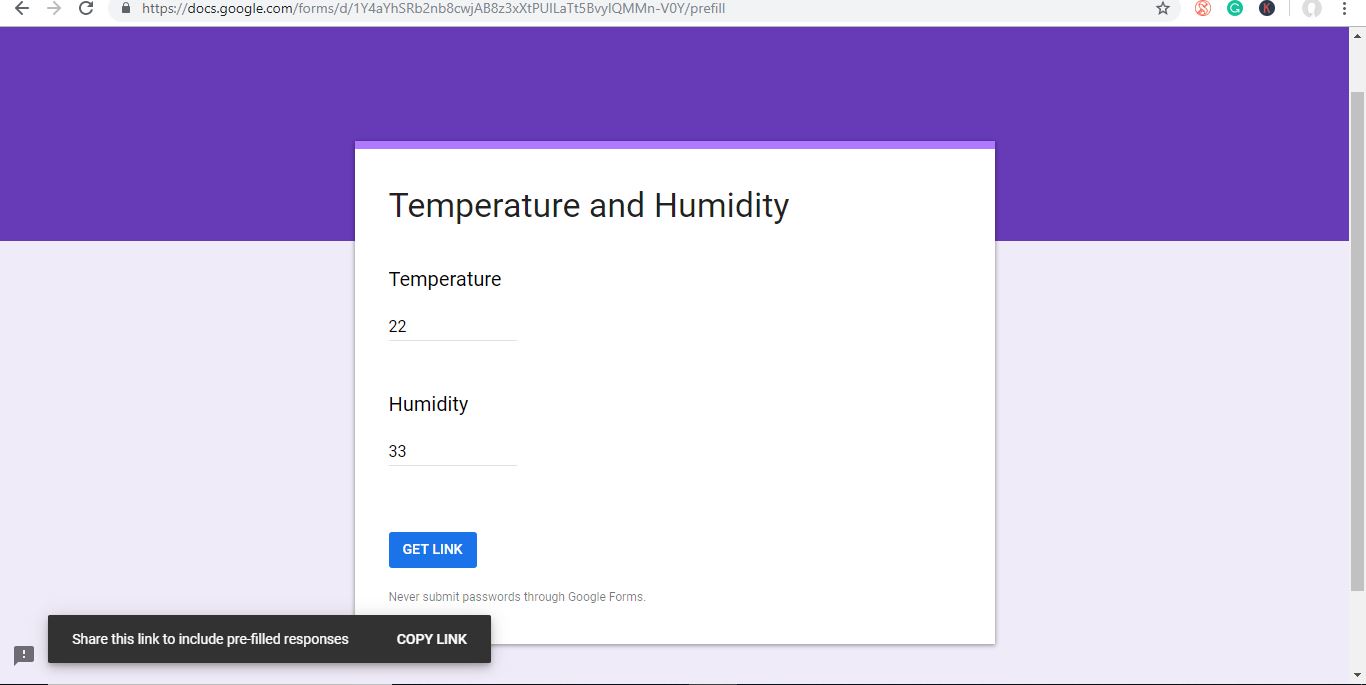 https://docs.google.com/forms/d/1Y4aYhSRb2nb8cwjAB8z3xXtPUILaTt5BvyIQMMn-V0Y/prefill
Temperature and Humidity
Temperature
22
Humidity
33
GET LINK
Never submit passwords through Google Forms.
Share this link to include pre-filled responses COPY LINK